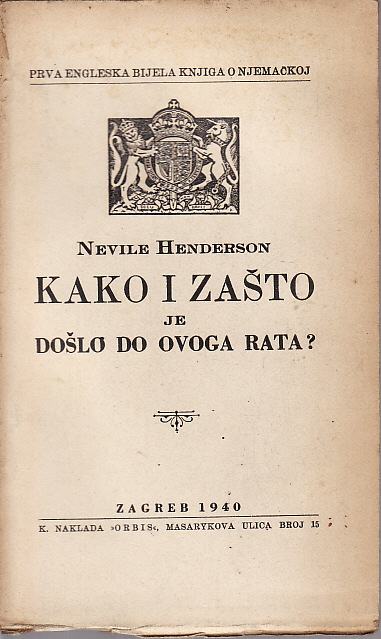 PRVA ENGLESKA BIJELA KNJIGA O NJEMAČKOJ
NEVILE HENDERSON
KAKO I ZAŠTO
JE
DOŠLO DO OVOGA RATA?
ZAGREB 1940
K. NAKLADA »ORBIS«, MASARYKOVA ULICA BROJ 15